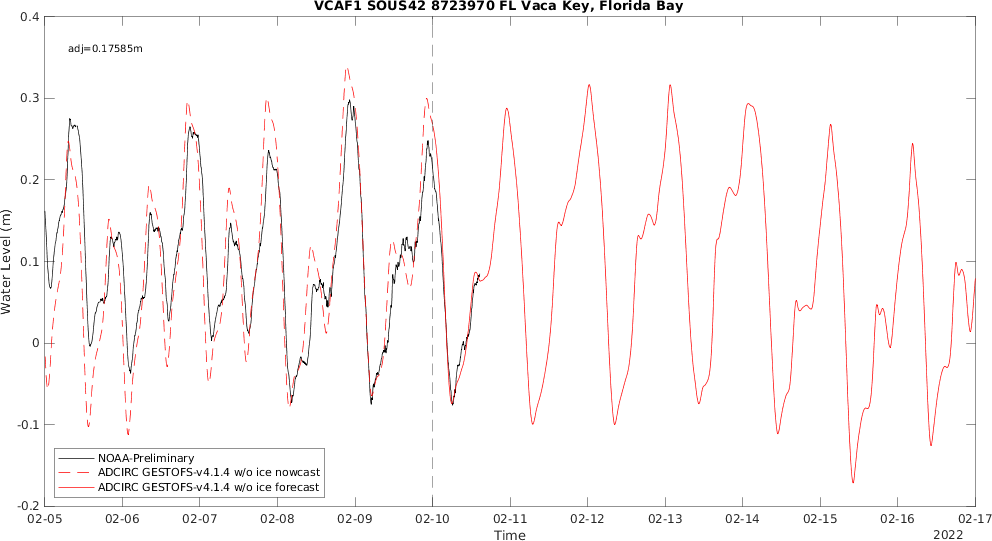 VCAF1 SOUS42 8723970 FL Vaca Key, Florida Bay
adj=0.17585m
0.4
0.3
0.2
0.1
0
-0.1
-0.2
Water Level (m)
NOAA-Preliminary
ADCIRC GESTOFS-v4.1.4 w/o ice nowcast
ADCIRC GESTOFS-v4.1.4 w/o ice forecast
02-05 02-06 02-07 02-08 02-09 02-10 02-11 02-12 02-13 02-14 02-15 02-16 02-17
Time
2022